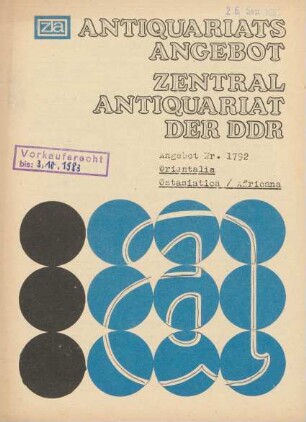 za
ANTIQUARIATS
ANGEBOT
ZENTRAL
ANTIQUARIAT
DER DDR
Vorkaufsrecht
bis: 3.10.1983
Angebot Nr. 1792
Orientalia
Ostasiatica / Africana